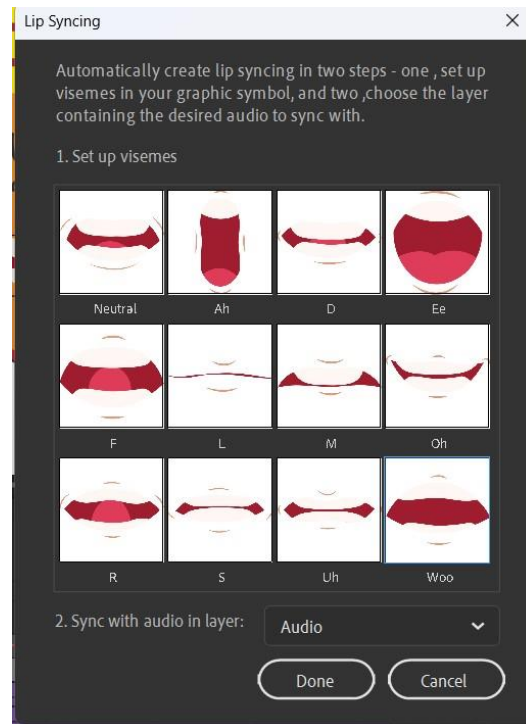 Lip Syncing
Automatically create lip syncing in two steps - one , set up
visemes in your graphic symbol, and two ,choose the layer
containing the desired audio to sync with.
1. Set up visemes
Neutral Ah D Ee
F L M Oh
R S Uh Woo
2. Sync with audio in layer: Audio
Done Cancel